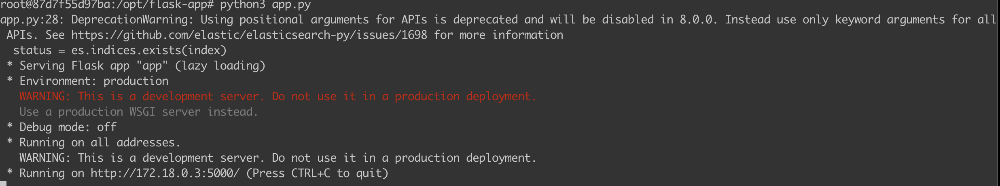 root@87d7f55d97ba:/opt/flask-app# python3 app.py
app.py:28: DeprecationWarning: Using positional arguments for APIs is deprecated and will be disabled in 8.0.0. Instead use only keyword arguments for all
APIs. See https://github.com/elastic/elasticsearch-py/issues/1698 for more information
status = es.indices.exists(index)
* Serving Flask app "app" (lazy loading)
* Environment: production
WARNING: This is a development server. Do not use it in a production deployment.
Use a production WSGI server instead.
* Debug mode: off
* Running on all addresses.
WARNING: This is a development server. Do not use it in a production deployment.
* Running on http://172.18.0.3:5000/ (Press CTRL+C to quit)